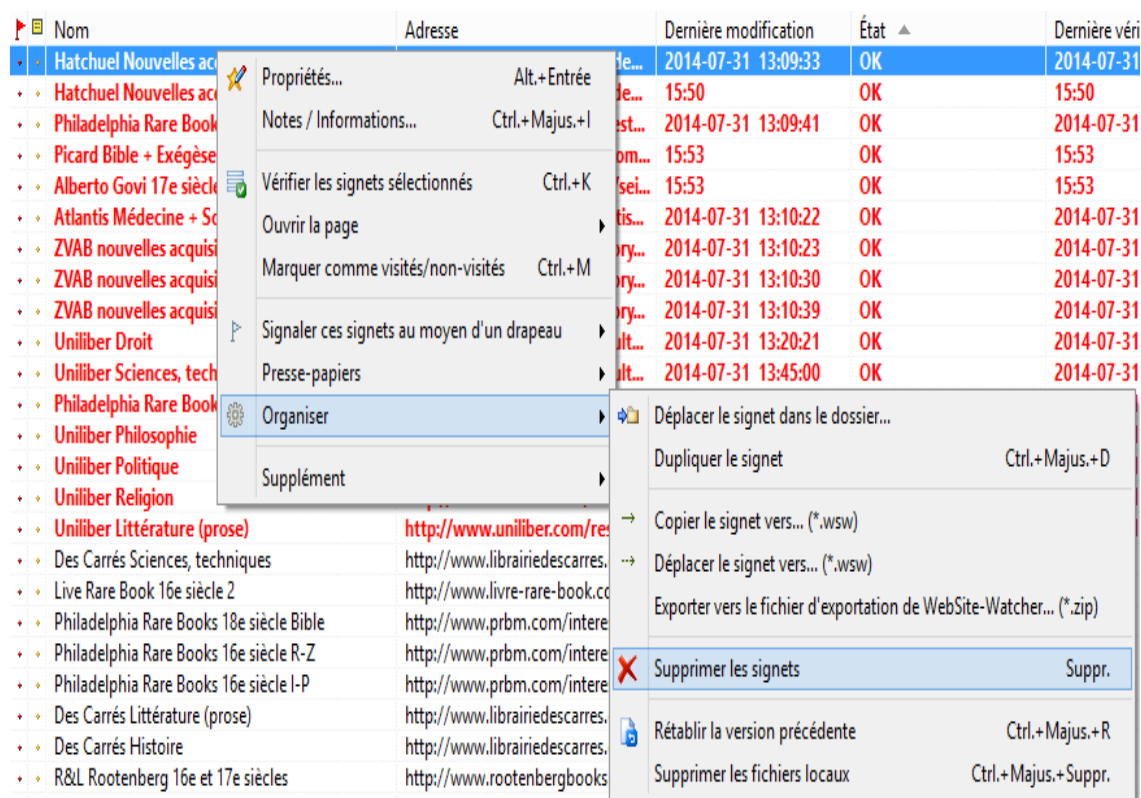 Nom Adresse Dernière modification État Dernière véri
Hatchuel Nouvelles ac 2014-07-31 13:09:33 OK 2014-07-31
Hatchuel Nouvelles ac 15:50 OK 15:50
Philadelphia Rare Book 2014-07-31 13:09:41 OK 2014-07-31
Picard Bible + Exégèse 15:53 OK 15:53
Alberto Govi 17e siècle 15:53 OK 15:53
Atlantis Médecine + Sc 2014-07-31 13:10:22 OK 2014-07-31
ZVAB nouvelles acquisi 2014-07-31 13:10:23 OK 2014-07-31
ZVAB nouvelles acquisi 2014-07-31 13:10:30 OK 2014-07-31
ZVAB nouvelles acquisi 2014-07-31 13:10:39 OK 2014-07-31
Uniliber Droit 2014-07-31 13:20:21 OK 2014-07-31
Uniliber Sciences, tech 2014-07-31 13:45:00 OK 2014-07-31
Philadelphia Rare Book
Uniliber Philosophie
Uniliber Politique
Uniliber Religion
Uniliber Littérature (prose) http://www.uniliber.com/re
Des Carrés Sciences, techniques http://www.librairiedescarres.
Live Rare Book 16e siècle 2 http://www.livre-rare-book.co
Philadelphia Rare Books 18e siècle Bible http://www.prbm.com/intere
Philadelphia Rare Books 16e siècle R-Z http://www.prbm.com/intere
Philadelphia Rare Books 16e siècle I-P http://www.prbm.com/intere
Des Carrés Littérature (prose) http://www.librairiedescarres.
Des Carrés Histoire http://www.librairiedescarres.
R&L Rootenberg 16e et 17e siècles http://www.rootenbergbooks
Propriétés... Alt.+Entrée
Notes / Informations... Ctrl.+Majus.+I
Vérifier les signets sélectionnés Ctrl.+K
Ouvrir la page
Marquer comme visités/non-visités Ctrl.+M
Signaler ces signets au moyen d'un drapeau
Presse-papiers
Organiser
Supplément
Déplacer le signet dans le dossier...
Dupliquer le signet Ctrl.+Majus.+D
Copier le signet vers... (*.wsw)
Déplacer le signet vers... (*.wsw)
Exporter vers le fichier d'exportation de WebSite-Watcher... (*.zip)
Supprimer les signets Suppr.
Rétablir la version précédente Ctrl.+Majus.+R
Supprimer les fichiers locaux Ctrl.+Majus.+Suppr.